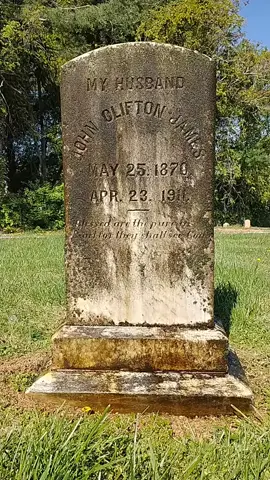 MY HUSBAND
JOHN CLIFTON JAMES
MAY 25. 1870.
APR. 23. 1911.
Blessed are the pure in
heart for they shall see God